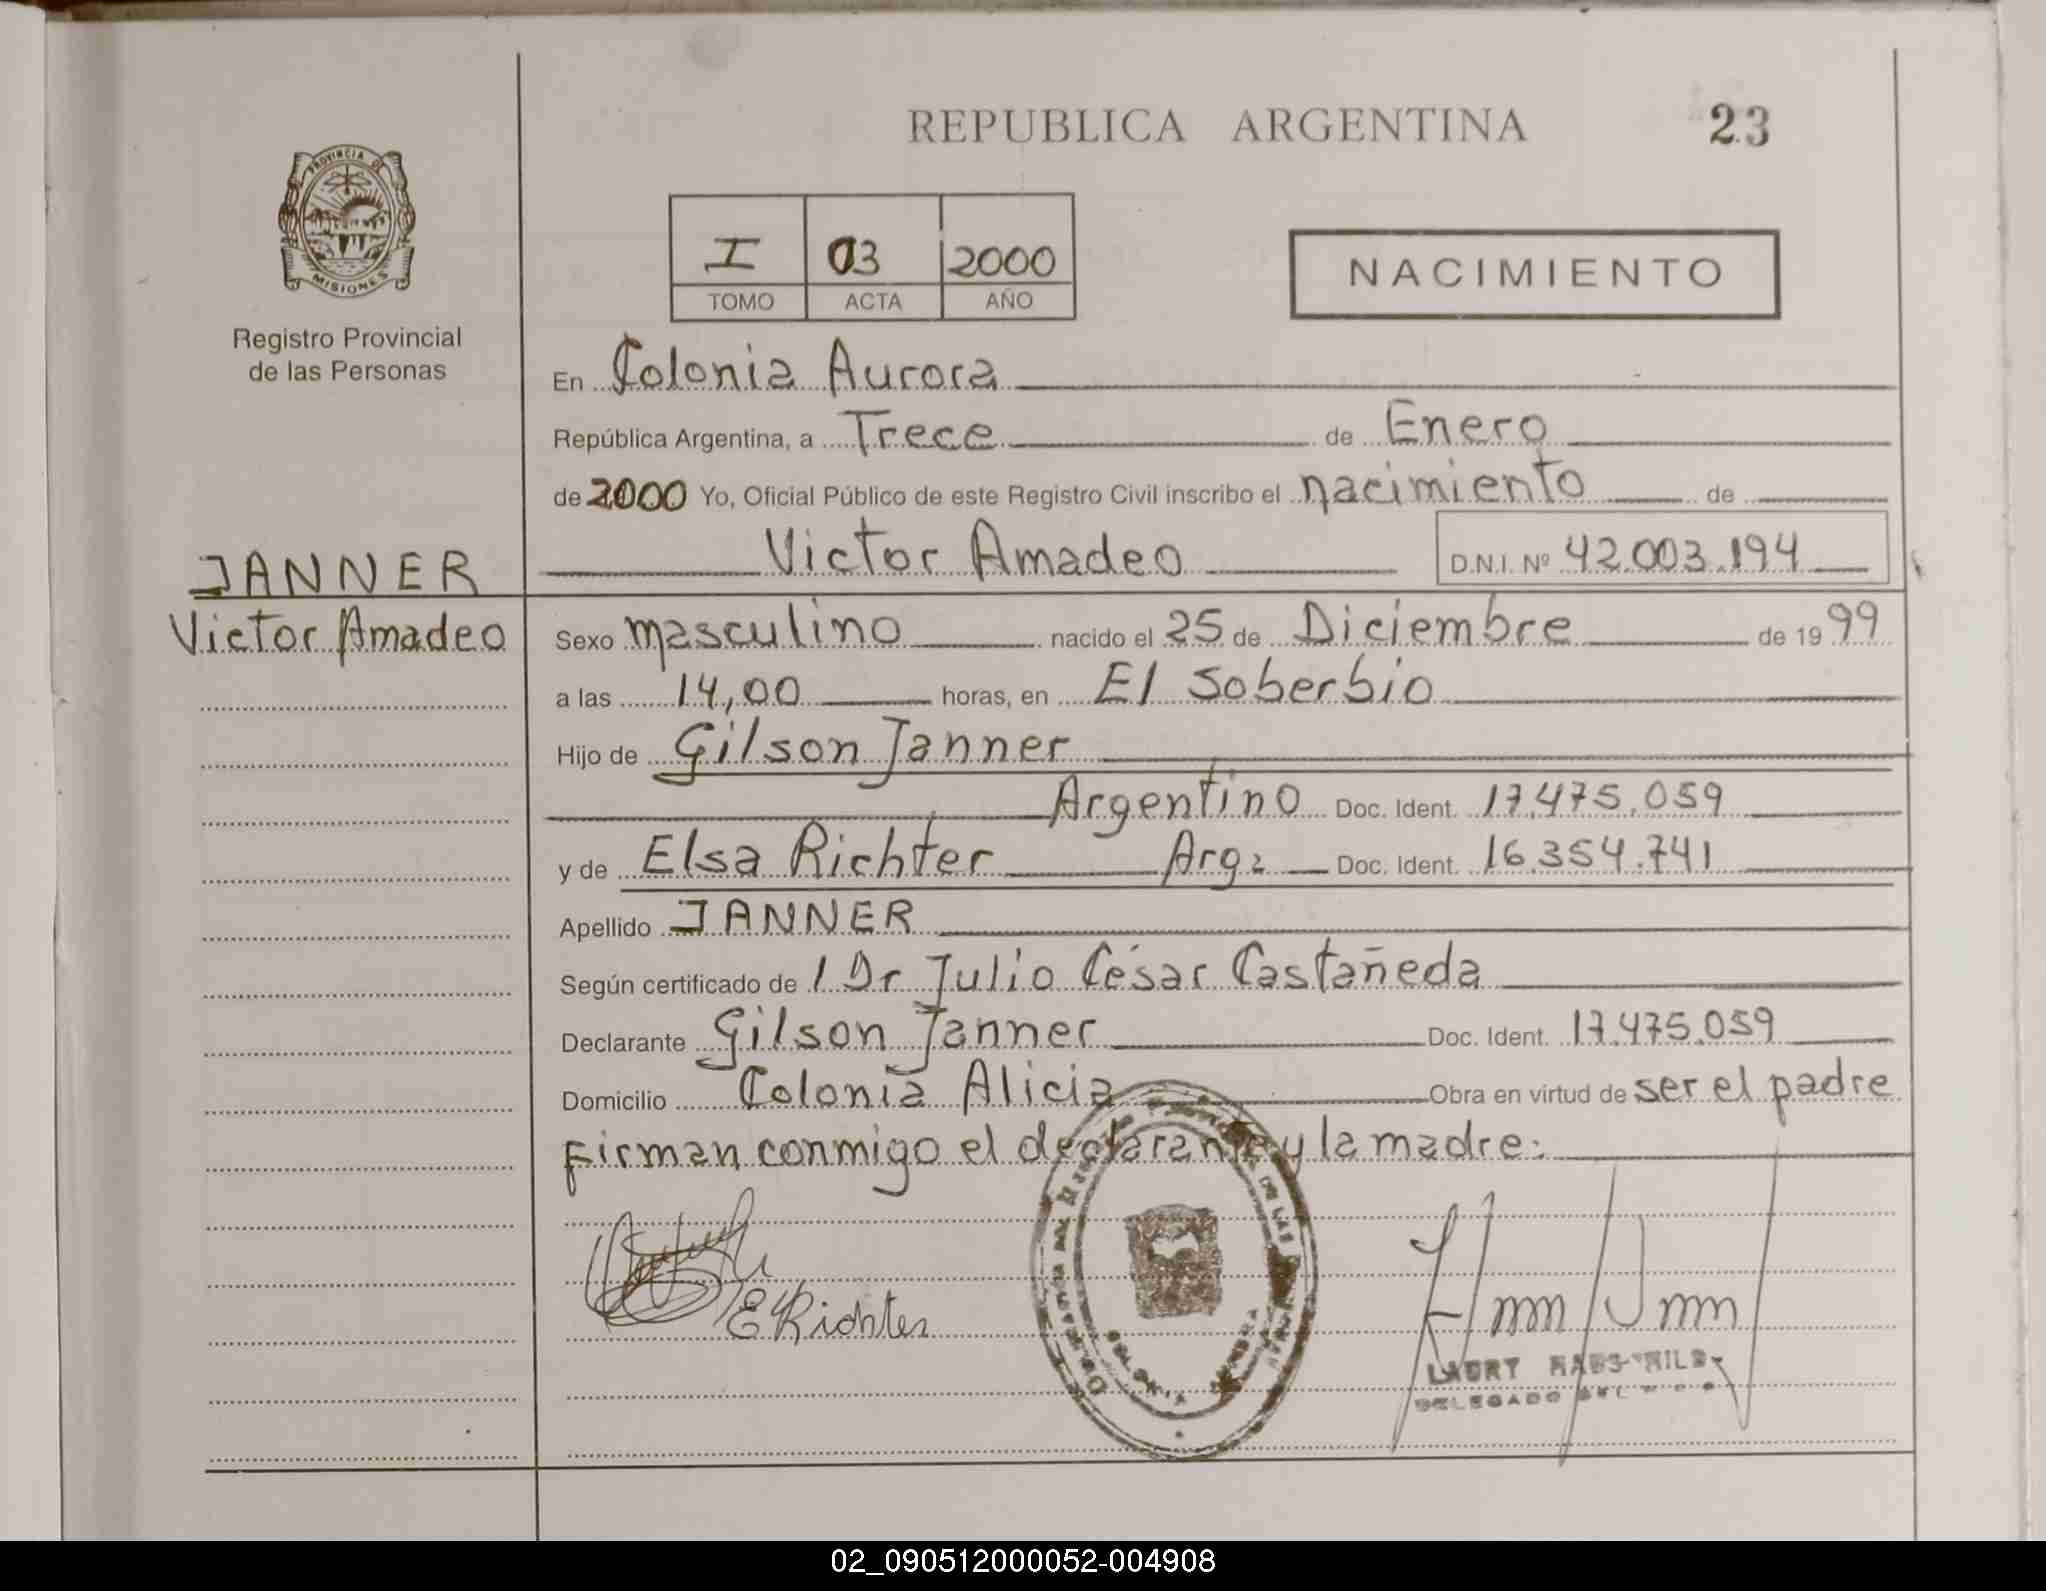 REPUBLICA ARGENTINA
23
PROVINCIA DE
MISIONES
Registro Provincial
de las Personas
I 03 2000
TOMO ACTA AÑO
NACIMIENTO
En Colonia Aurora
República Argentina, a Trece de Enero
de 2000 Yo, Oficial Público de este Registro Civil inscribo el nacimiento de
Victor Amadeo D.N.I. Nº 42.003.194
JANNER
Victor Amadeo
Sexo masculino nacido el 25 de Diciembre de 1999
a las 14,00 horas, en El Soberbio
Hijo de Gilson Janner
Argentino Doc. Ident. 17.475.059
y de Elsa Richter Arg. Doc. Ident. 16.354.741
Apellido JANNER
Según certificado de 1 Dr Julio César Castañeda
Declarante Gilson Janner Doc. Ident. 17.475.059
Domicilio Colonia Alicia Obra en virtud de ser el padre
Firman conmigo el declarante y la madre.
E Richter
DE LAS
DELEGADO
02_090512000052-004908